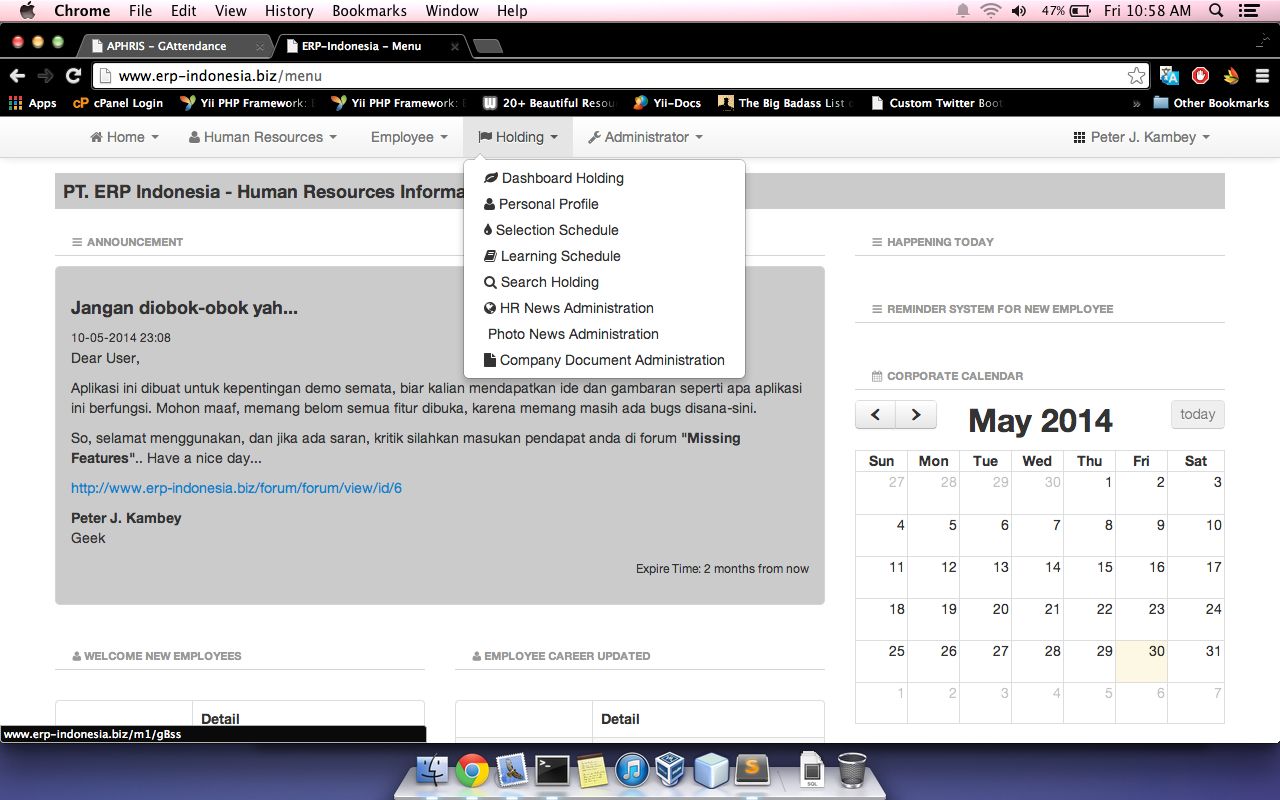 Chrome File Edit View History Bookmarks Window Help 47% Fri 10:58 AM
APHRIS – GAttendance ERP-Indonesia – Menu
www.erp-indonesia.biz/menu
Apps cP cPanel Login Yii PHP Framework: Yii PHP Framework: W 20+ Beautiful Resou Yii-Docs The Big Badass List Custom Twitter Boot » Other Bookmarks
Home Human Resources Employee Holding Administrator Peter J. Kambey
Dashboard Holding
Personal Profile
Selection Schedule
Learning Schedule
Search Holding
HR News Administration
Photo News Administration
Company Document Administration
PT. ERP Indonesia - Human Resources Informa
ANNOUNCEMENT
Jangan diobok-obok yah...
10-05-2014 23:08
Dear User,
Aplikasi ini dibuat untuk kepentingan demo semata, biar kalian mendapatkan ide dan gambaran seperti apa aplikasi
ini berfungsi. Mohon maaf, memang belom semua fitur dibuka, karena memang masih ada bugs disana-sini.
So, selamat menggunakan, dan jika ada saran, kritik silahkan masukan pendapat anda di forum "Missing
Features".. Have a nice day...
http://www.erp-indonesia.biz/forum/forum/view/id/6
Peter J. Kambey
Geek
Expire Time: 2 months from now
HAPPENING TODAY
REMINDER SYSTEM FOR NEW EMPLOYEE
CORPORATE CALENDAR
May 2014 today
Sun Mon Tue Wed Thu Fri Sat
27 28 29 30 1 2 3
4 5 6 7 8 9 10
11 12 13 14 15 16 17
18 19 20 21 22 23 24
25 26 27 28 29 30 31
1 2 3 4 5 6 7
WELCOME NEW EMPLOYEES
Detail
EMPLOYEE CAREER UPDATED
Detail
www.erp-indonesia.biz/m1/gBss
S SQL